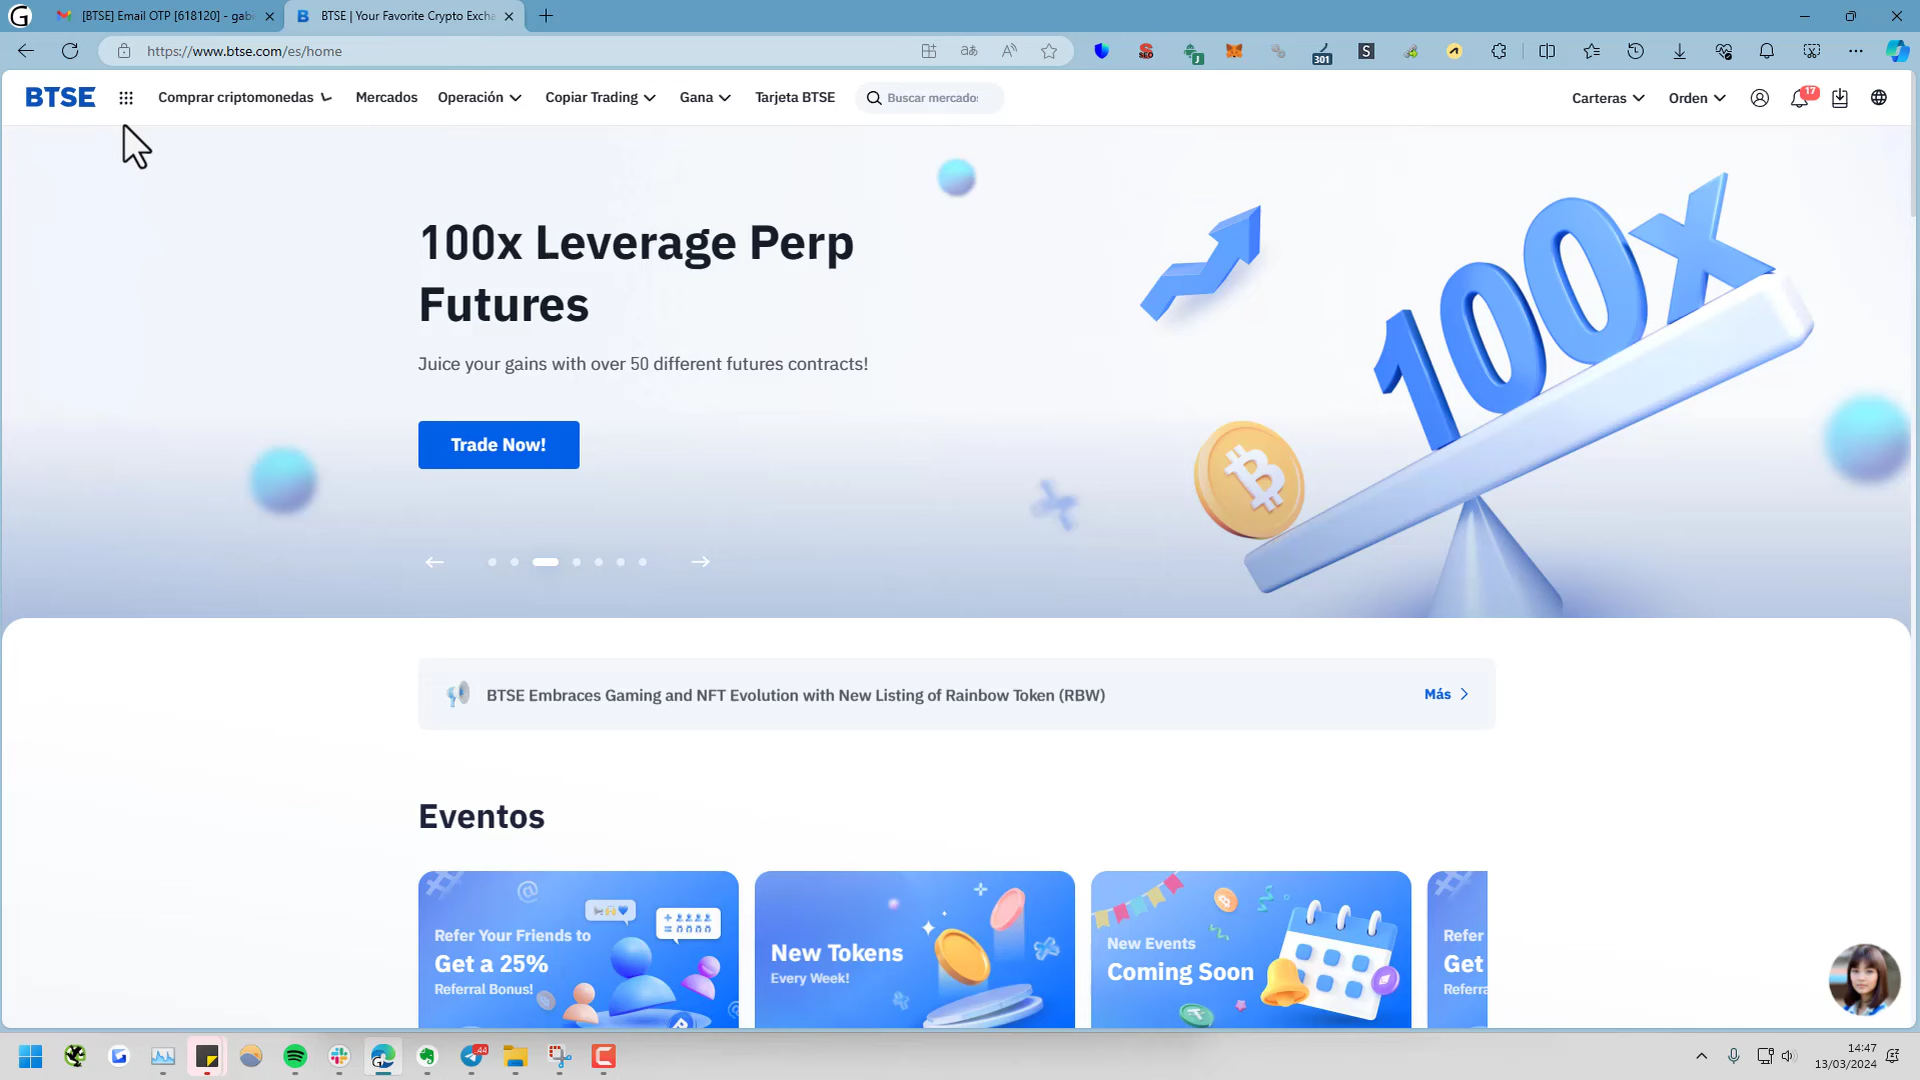 [BTSE] Email OTP [618120] - gab
BTSE | Your Favorite Crypto Excha
https://www.btse.com/es/home
301
BTSE
Comprar criptomonedas
Mercados
Operación
Copiar Trading
Gana
Tarjeta BTSE
Buscar mercados
Carteras
Orden
17
100x Leverage Perp
Futures
Juice your gains with over 50 different futures contracts!
Trade Now!
100x
BTSE Embraces Gaming and NFT Evolution with New Listing of Rainbow Token (RBW)
Más
Eventos
Refer Your Friends to
Get a 25%
Referral Bonus!
New Tokens
Every Week!
New Events
Coming Soon
Refer
Get
Referra
44
14:47
13/03/2024